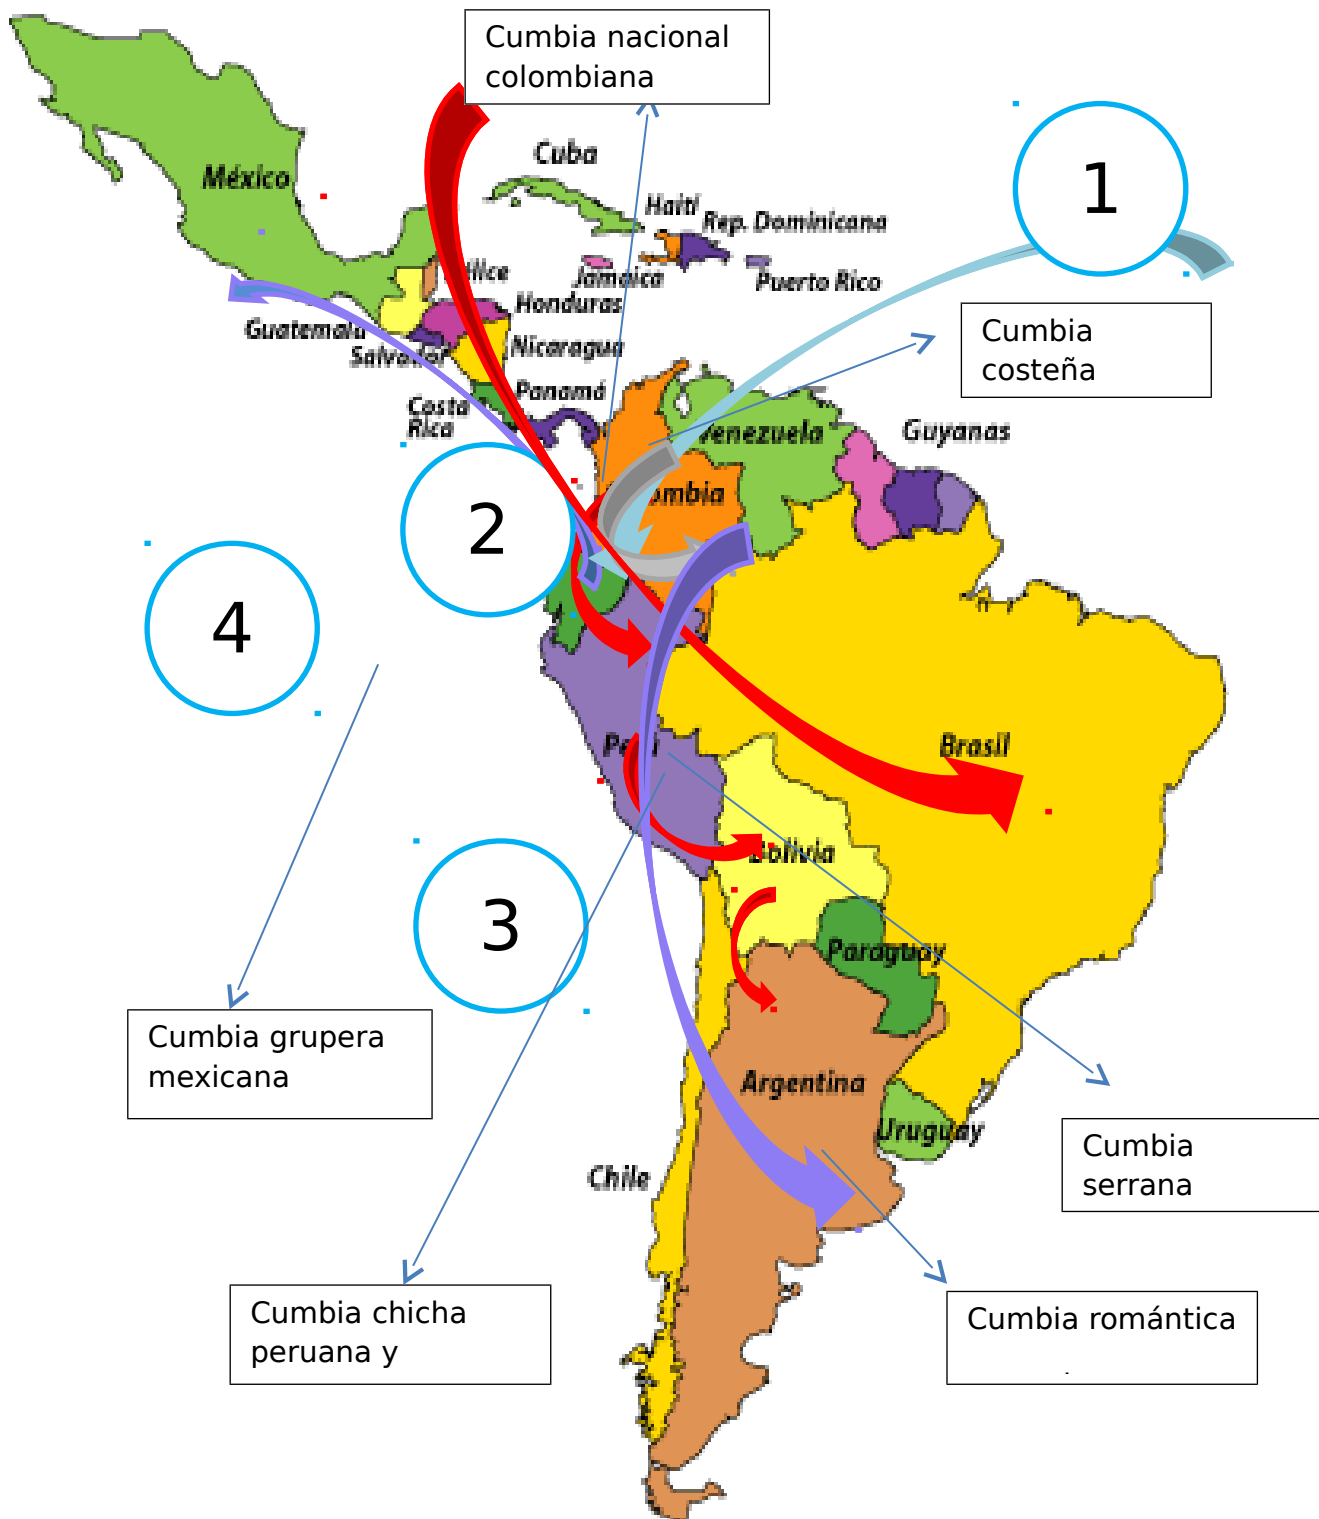 Cumbia nacional
colombiana
1
Cuba
México
Haití
Rep. Dominicana
Jamaica
Puerto Rico
Honduras
Cumbia
costeña
Guatemala
Salvador
Nicaragua
Panamá
Costa
Rica
Venezuela
Guyanas
2
4
Brasil
Bolivia
3
Paraguay
Cumbia grupera
mexicana
Argentina
Uruguay
Cumbia
serrana
Chile
Cumbia chicha
peruana y
Cumbia romántica